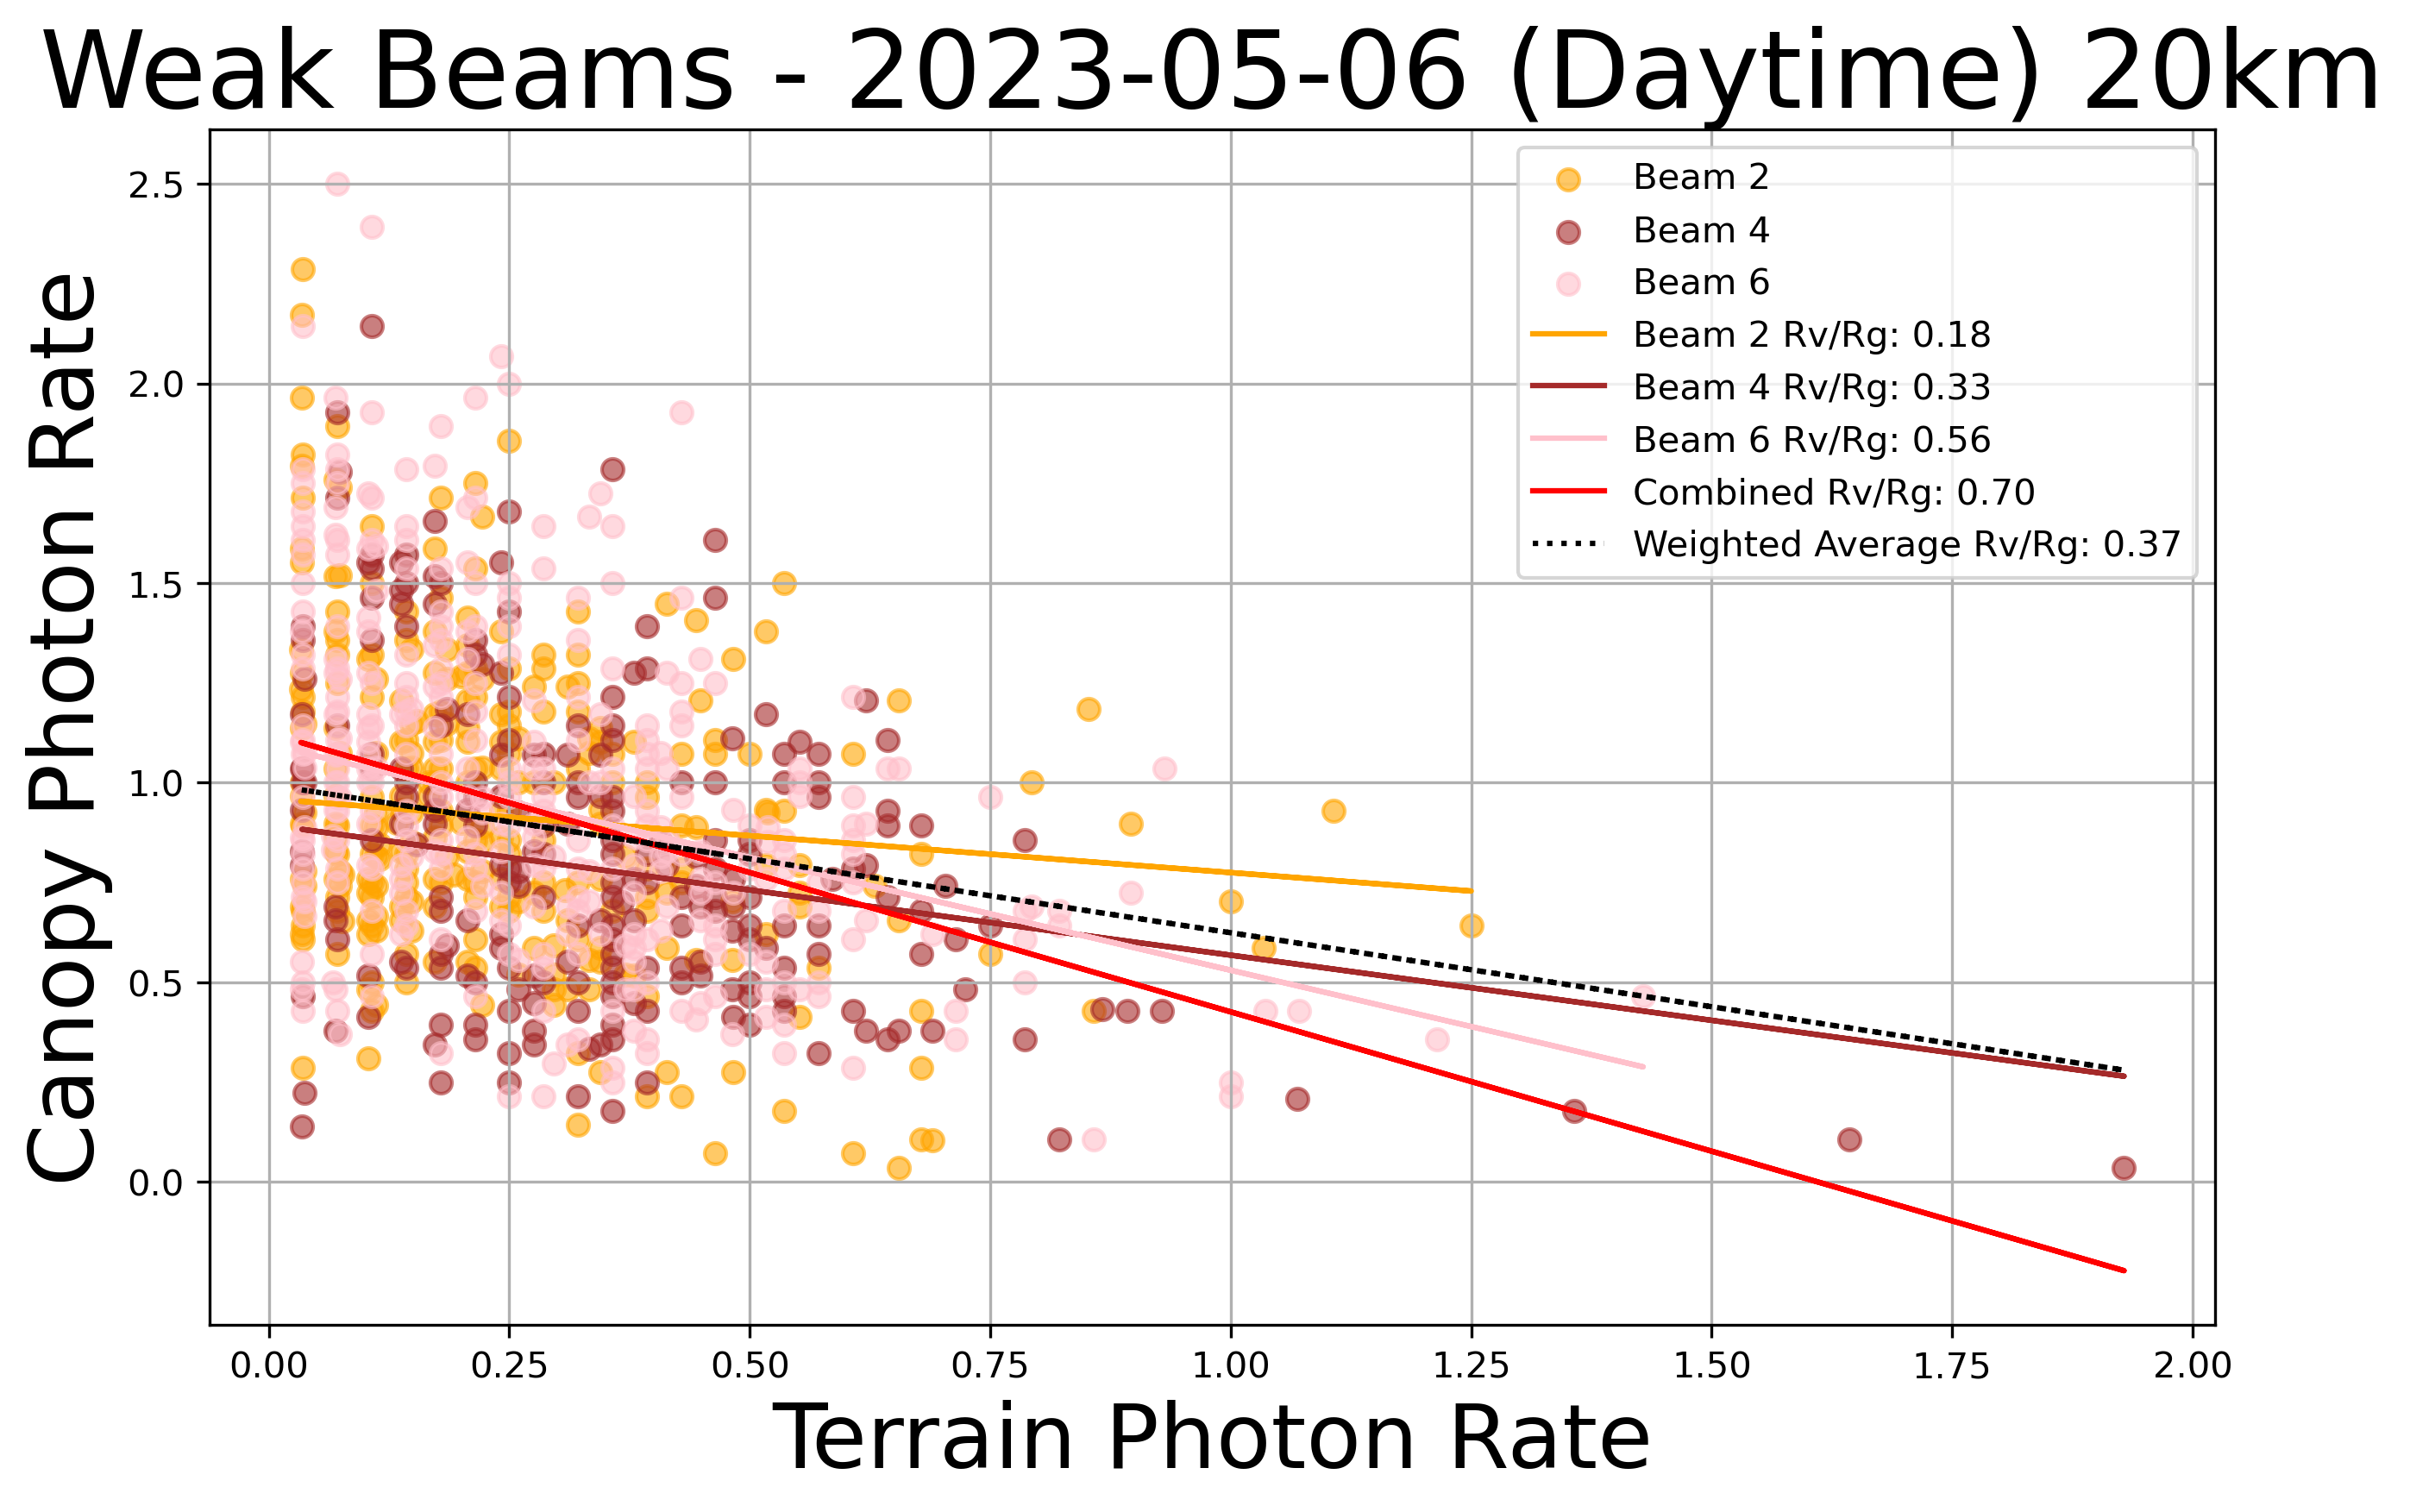 Weak Beams - 2023-05-06 (Daytime) 20km
Canopy Photon Rate
2.5
2.0
1.5
1.0
0.5
0.0
Beam 2
Beam 4
Beam 6
Beam 2 Rv/Rg: 0.18
Beam 4 Rv/Rg: 0.33
Beam 6 Rv/Rg: 0.56
Combined Rv/Rg: 0.70
Weighted Average Rv/Rg: 0.37
0.00 0.25 0.50 0.75 1.00 1.25 1.50 1.75 2.00
Terrain Photon Rate